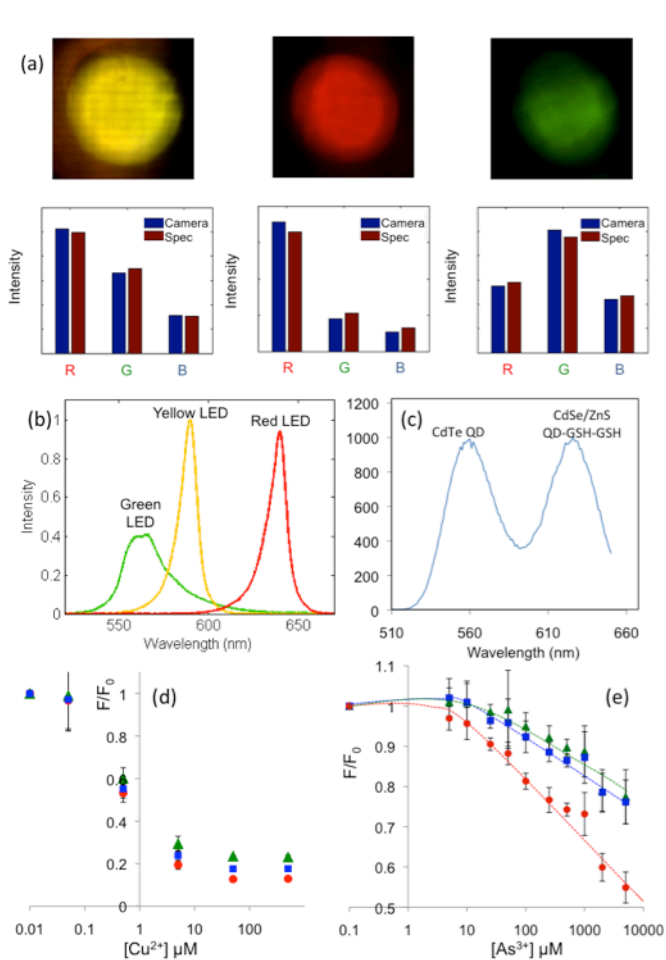 (a)
Intensity
Camera
Spec
R G B
Intensity
Camera
Spec
R G B
Intensity
Camera
Spec
R G B
(b)
Yellow LED
Red LED
Green
LED
Intensity
1
0.8
0.6
0.4
0.2
0
550 600 650
Wavelength (nm)
(c)
CdTe QD
CdSe/ZnS
QD-GSH-GSH
1200
1000
800
600
400
200
0
510 560 610 660
Wavelength (nm)
(d)
F/F0
1
0.8
0.6
0.4
0.2
0
0.01 0.1 1 10 100
[Cu2+] μM
(e)
F/F0
1.1
1
0.9
0.8
0.7
0.6
0.5
0.1 1 10 100 1000 10000
[As3+] μM